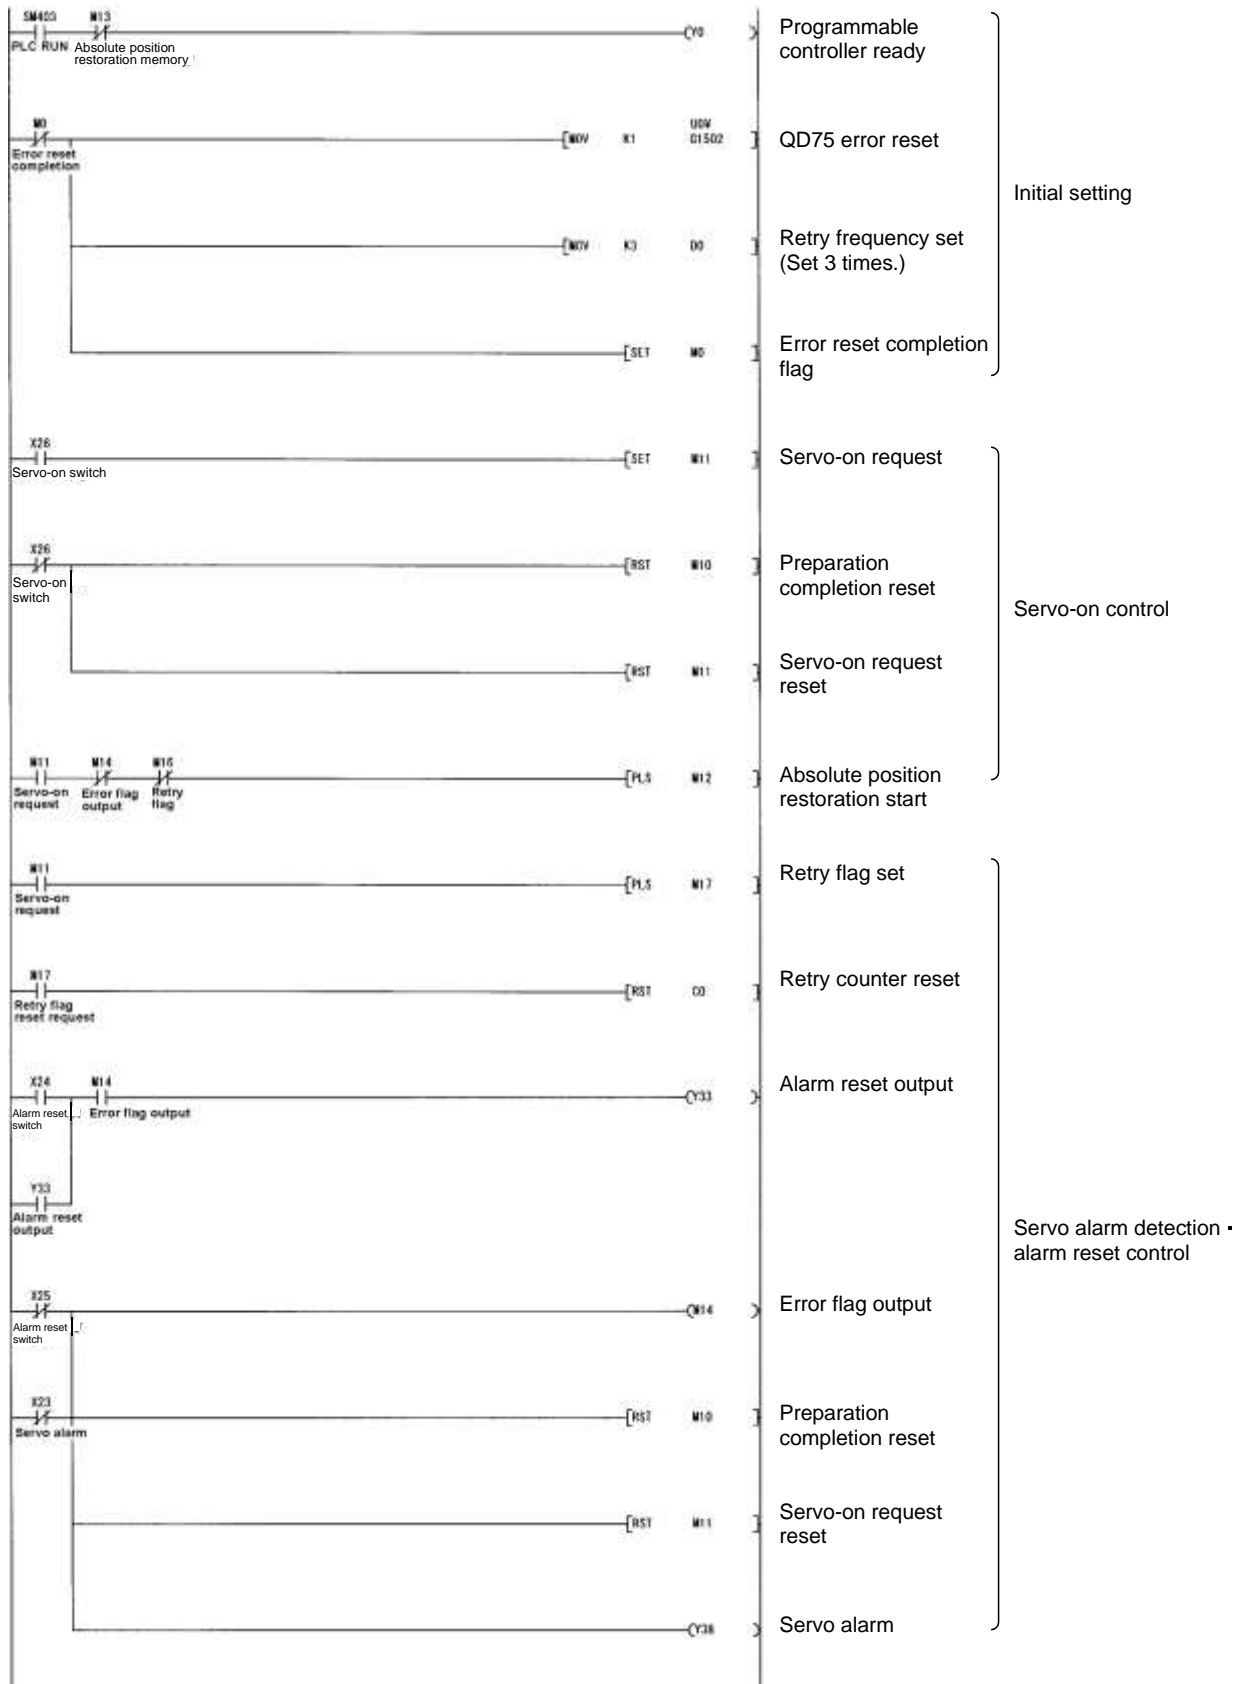 SM403 M13
Y0
PLC RUN Absolute position
restoration memory
Programmable
controller ready
M0
MOV K1 U0¥
G1502
Error reset
completion
QD75 error reset
Initial setting
MOV K3 D0
Retry frequency set
(Set 3 times.)
SET M0
Error reset completion
flag
X26
SET M11
Servo-on switch
Servo-on request
X26
RST M10
Servo-on
switch
Preparation
completion reset
Servo-on control
RST M11
Servo-on request
reset
M11 M14 M16
PLS M12
Servo-on
request
Error flag
output
Retry
flag
Absolute position
restoration start
M11
PLS M17
Servo-on
request
Retry flag set
M17
RST C0
Retry flag
reset request
Retry counter reset
X24 M14
Y33
Alarm reset
switch
Error flag output
Alarm reset output
Y33
Alarm reset
output
Servo alarm detection ·
alarm reset control
X25
M14
Alarm reset
switch
Error flag output
X23
RST M10
Servo alarm
Preparation
completion reset
RST M11
Servo-on request
reset
Y38
Servo alarm